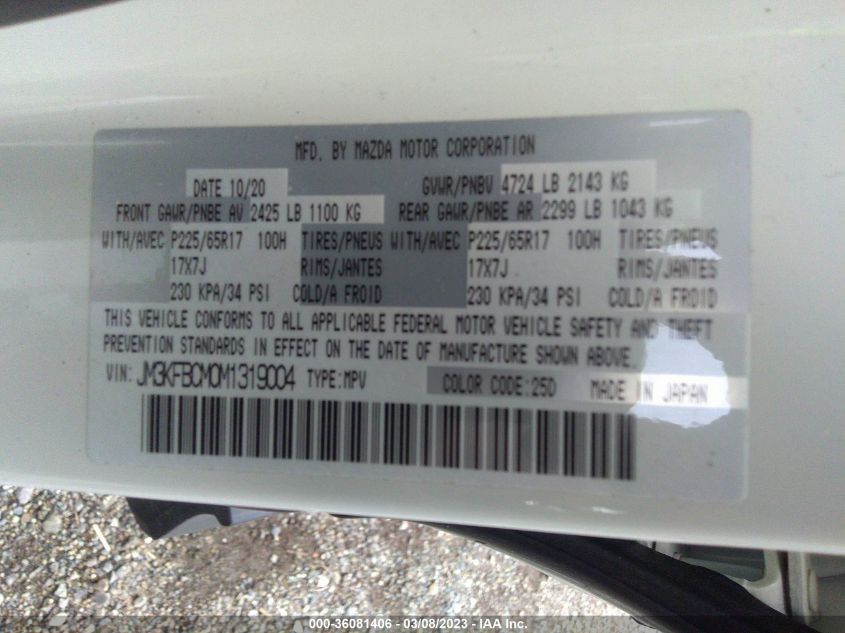 MFD. BY MAZDA MOTOR CORPORATION
DATE 10/20 GVWR/PNBV 4724 LB 2143 KG
FRONT GAWR/PNBE AV 2425 LB 1100 KG REAR GAWR/PNBE AR 2299 LB 1043 KG
WITH/AVEC P225/65R17 100H TIRES/PNEUS WITH/AVEC P225/65R17 100H TIRES/PNEUS
17X7J RIMS/JANTES 17X7J RIMS/JANTES
230 KPA/34 PSI COLD/A FROID 230 KPA/34 PSI COLD/A FROID
THIS VEHICLE CONFORMS TO ALL APPLICABLE FEDERAL MOTOR VEHICLE SAFETY AND THEFT
PREVENTION STANDARDS IN EFFECT ON THE DATE OF MANUFACTURE SHOWN ABOVE.
VIN: JM3KFBCM0M1319004 TYPE:MPV COLOR CODE:25D MADE IN JAPAN
000-36081406 - 03/08/2023 - IAA Inc.